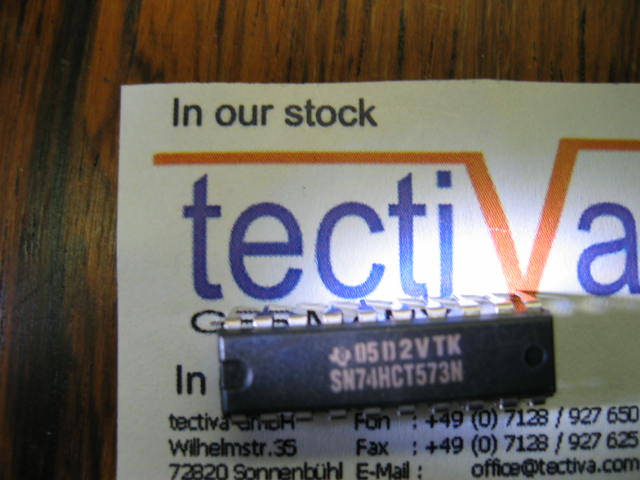 In our stock
tectiva
GERMANY
05D2VTK
SN74HCT573N
In
tectiva GmbH Fon : +49 (0) 7128 / 927 650
Wilhelmstr. 35 Fax : +49 (0) 7128 / 927 625
72820 Sonnenbühl E-Mail : office@tectiva.com